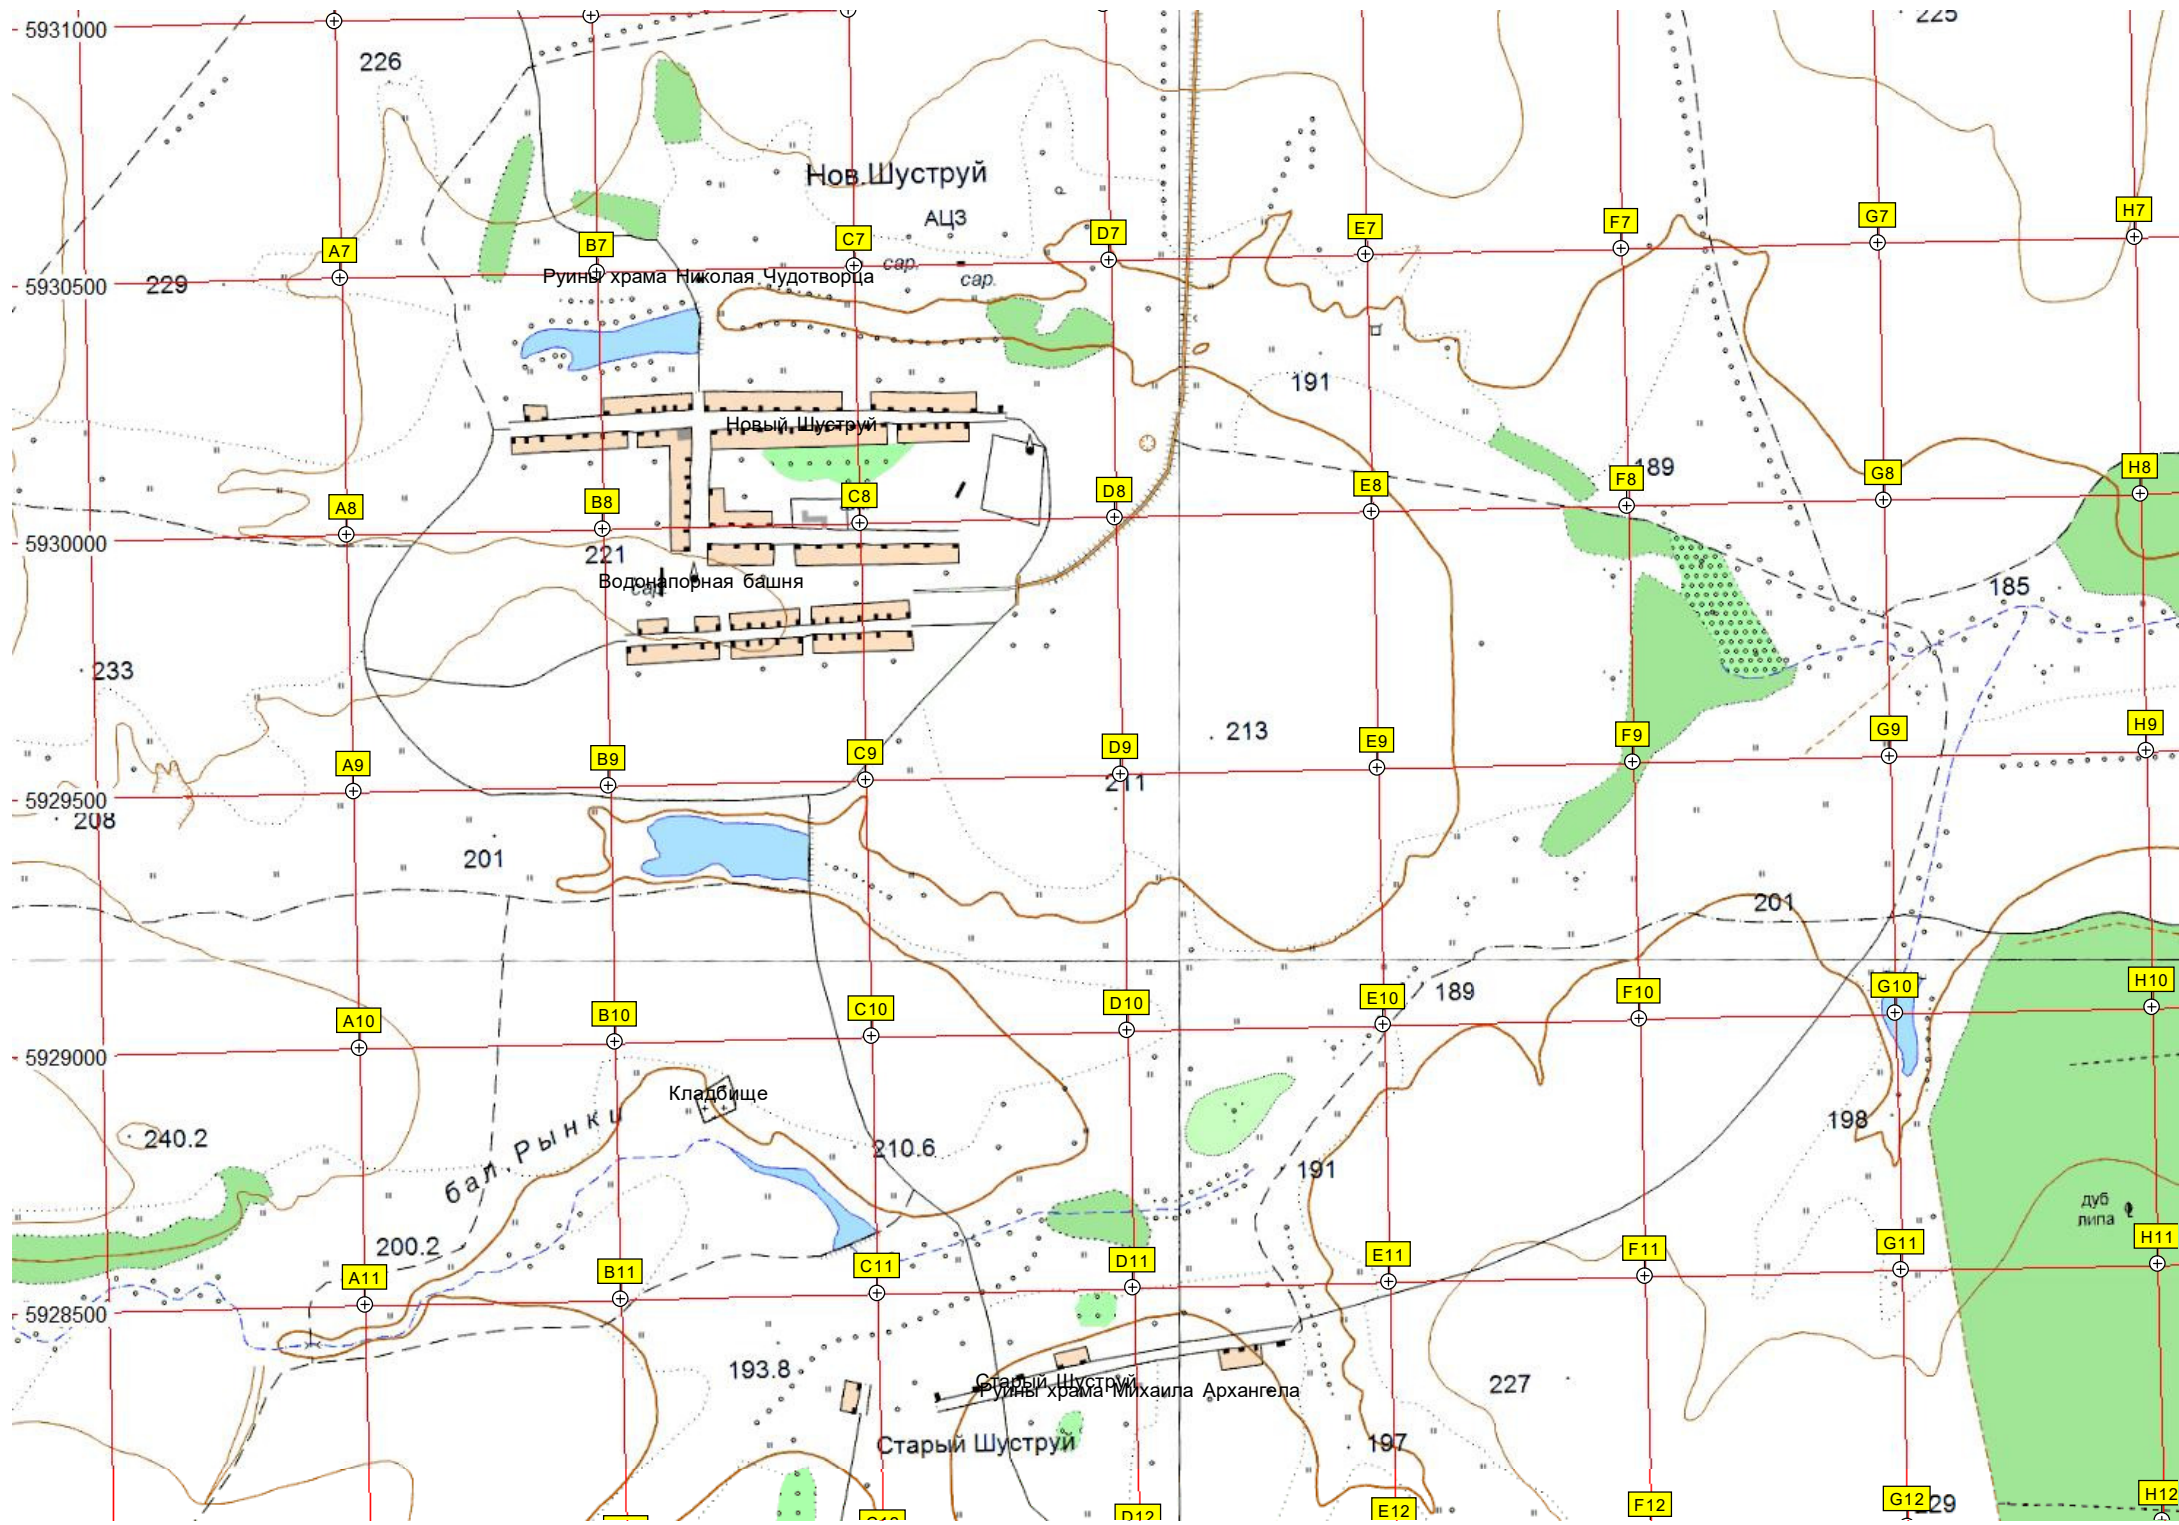 5931000
225
226
Нов.Шуструй
АЦЗ
A7
B7
C7
D7
E7
F7
G7
H7
сар.
сар.
Руины храма Николая Чудотворца
229
5930500
191
Новый Шуструй
189
A8
B8
C8
D8
E8
F8
G8
H8
5930000
221
Водонапорная башня
сар.
185
233
213
A9
B9
C9
D9
E9
F9
G9
H9
211
5929500
208
201
201
189
A10
B10
C10
D10
E10
F10
G10
H10
5929000
Кладбище
бал. Рынки
240.2
210.6
198
191
дуб
липа
200.2
A11
B11
C11
D11
E11
F11
G11
H11
5928500
193.8
Старый Шуструй
Руины храма Михаила Архангела
227
Старый Шуструй
197
D12
E12
F12
G12
H12